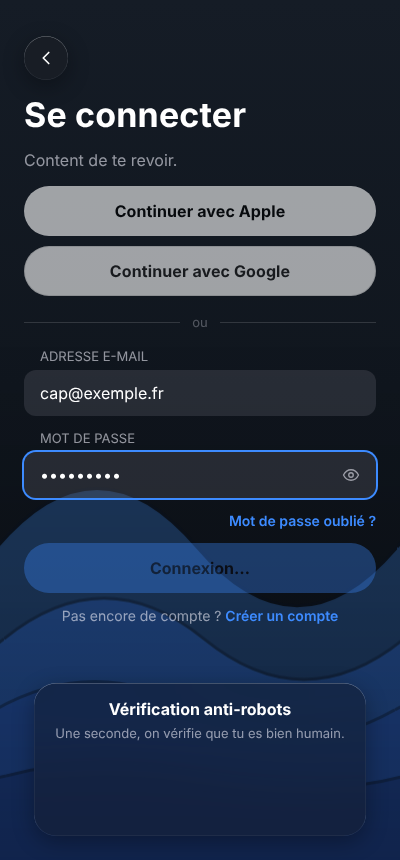 Se connecter
Content de te revoir.
Continuer avec Apple
Continuer avec Google
ou
ADRESSE E-MAIL
cap@exemple.fr
MOT DE PASSE
•••••••••
Mot de passe oublié ?
Connexion...
Pas encore de compte ? Créer un compte
Vérification anti-robots
Une seconde, on vérifie que tu es bien humain.